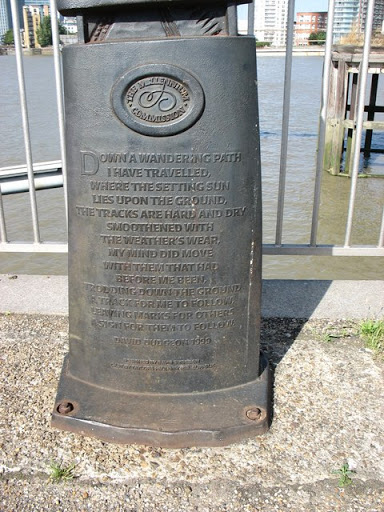 THE MILLENNIUM
COMMISSION
DOWN A WANDERING PATH
I HAVE TRAVELLED,
WHERE THE SETTING SUN
LIES UPON THE GROUND,
THE TRACKS ARE HARD AND DRY
SMOOTHENED WITH
THE WEATHER'S WEAR,
MY MIND DID MOVE
WITH THEM THAT HAD
BEFORE ME BEEN,
TRODDING DOWN THE GROUND
A TRACK FOR ME TO FOLLOW,
LEAVING MARKS FOR OTHERS
A SIGN FOR THEM TO FOLLOW.
DAVID DUDGEON 1999